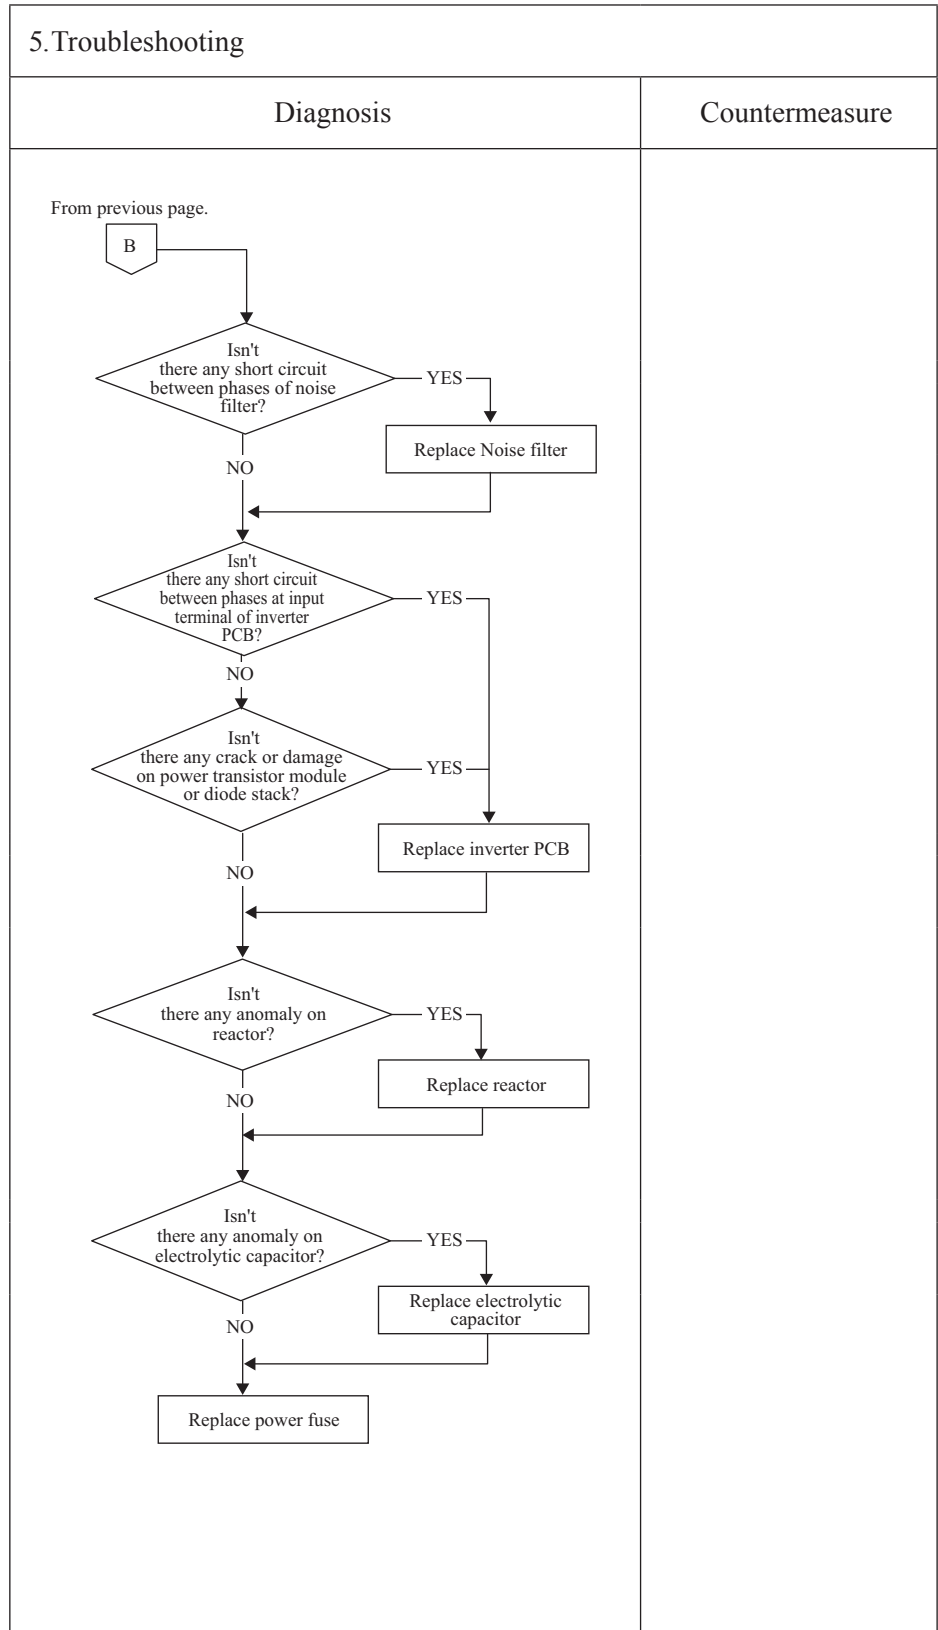 5.Troubleshooting
Diagnosis
Countermeasure
From previous page.
B
Isn't
there any short circuit
between phases of noise
filter?
YES
Replace Noise filter
NO
Isn't
there any short circuit
between phases at input
terminal of inverter
PCB?
YES
NO
Isn't
there any crack or damage
on power transistor module
or diode stack?
YES
Replace inverter PCB
NO
Isn't
there any anomaly on
reactor?
YES
Replace reactor
NO
Isn't
there any anomaly on
electrolytic capacitor?
YES
Replace electrolytic
capacitor
NO
Replace power fuse